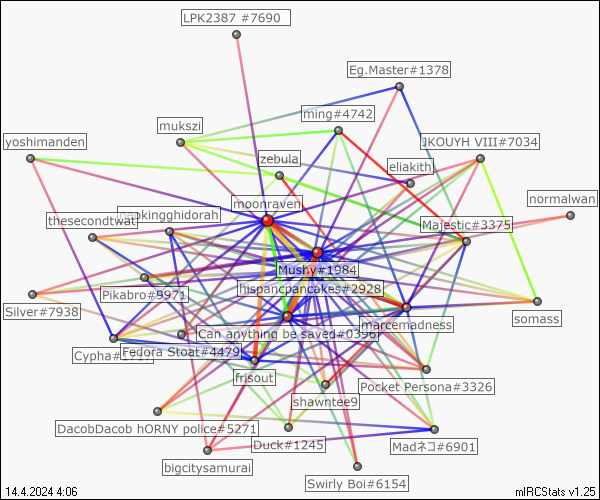 LPK2387 #7690
Eg.Master#1378
ming#4742
mukszi
yoshimanden
JKOUYH VIII#7034
zebula
eliakith
moonraven
normalwan
thesecondtwat
kingghidorah
Majestic#3375
Mushy#1984
Pikabro#9971
hispancpancakes#2928
Silver#7938
somass
Can anything be saved#0396
marcemadness
Cypha#
Fedora Stoat#4479
frisout
Pocket Persona#3326
shawntee9
DacobDacob hORNY police#5271
Duck#1245
Madネコ#6901
bigcitysamurai
Swirly Boi#6154
14.4.2024 4:06
mIRCStats v1.25